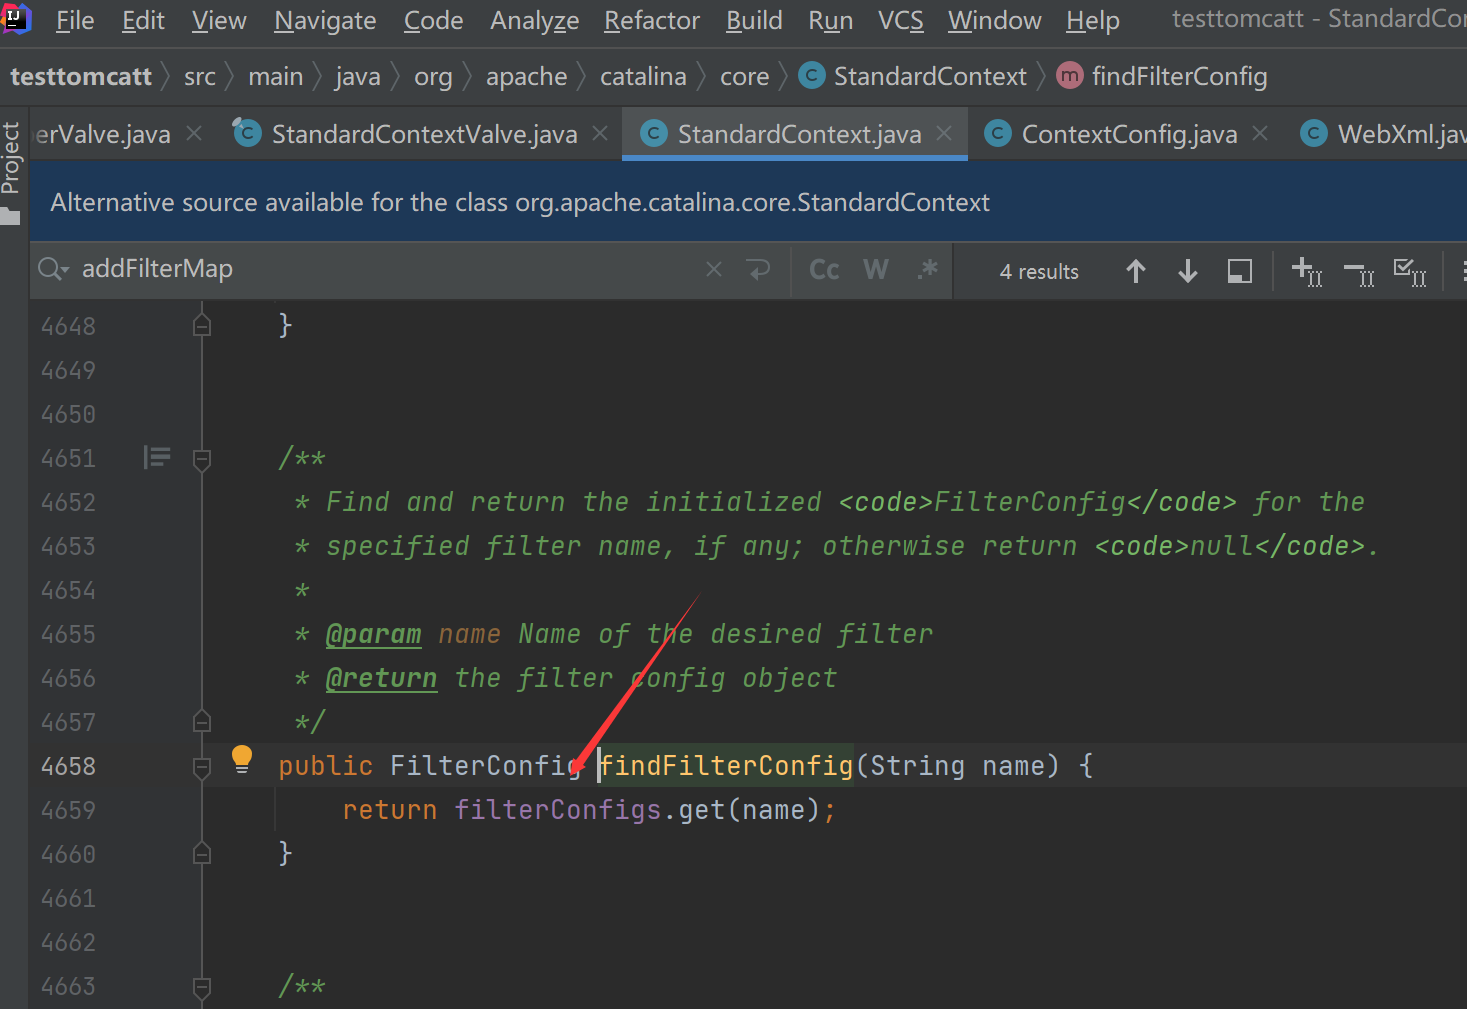 File Edit View Navigate Code Analyze Refactor Build Run VCS Window Help testtomcatt - StandardCo
testtomcatt src main java org apache catalina core StandardContext findFilterConfig
erValve.java StandardContextValve.java StandardContext.java ContextConfig.java WebXml.jav
Project
Alternative source available for the class org.apache.catalina.core.StandardContext
addFilterMap Cc W .* 4 results
4648 }
4649
4650
4651 /**
4652 * Find and return the initialized <code>FilterConfig</code> for the
4653 * specified filter name, if any; otherwise return <code>null</code>.
4654 *
4655 * @param name Name of the desired filter
4656 * @return the filter config object
4657 */
4658 public FilterConfig findFilterConfig(String name) {
4659 return filterConfigs.get(name);
4660 }
4661
4662
4663 /**